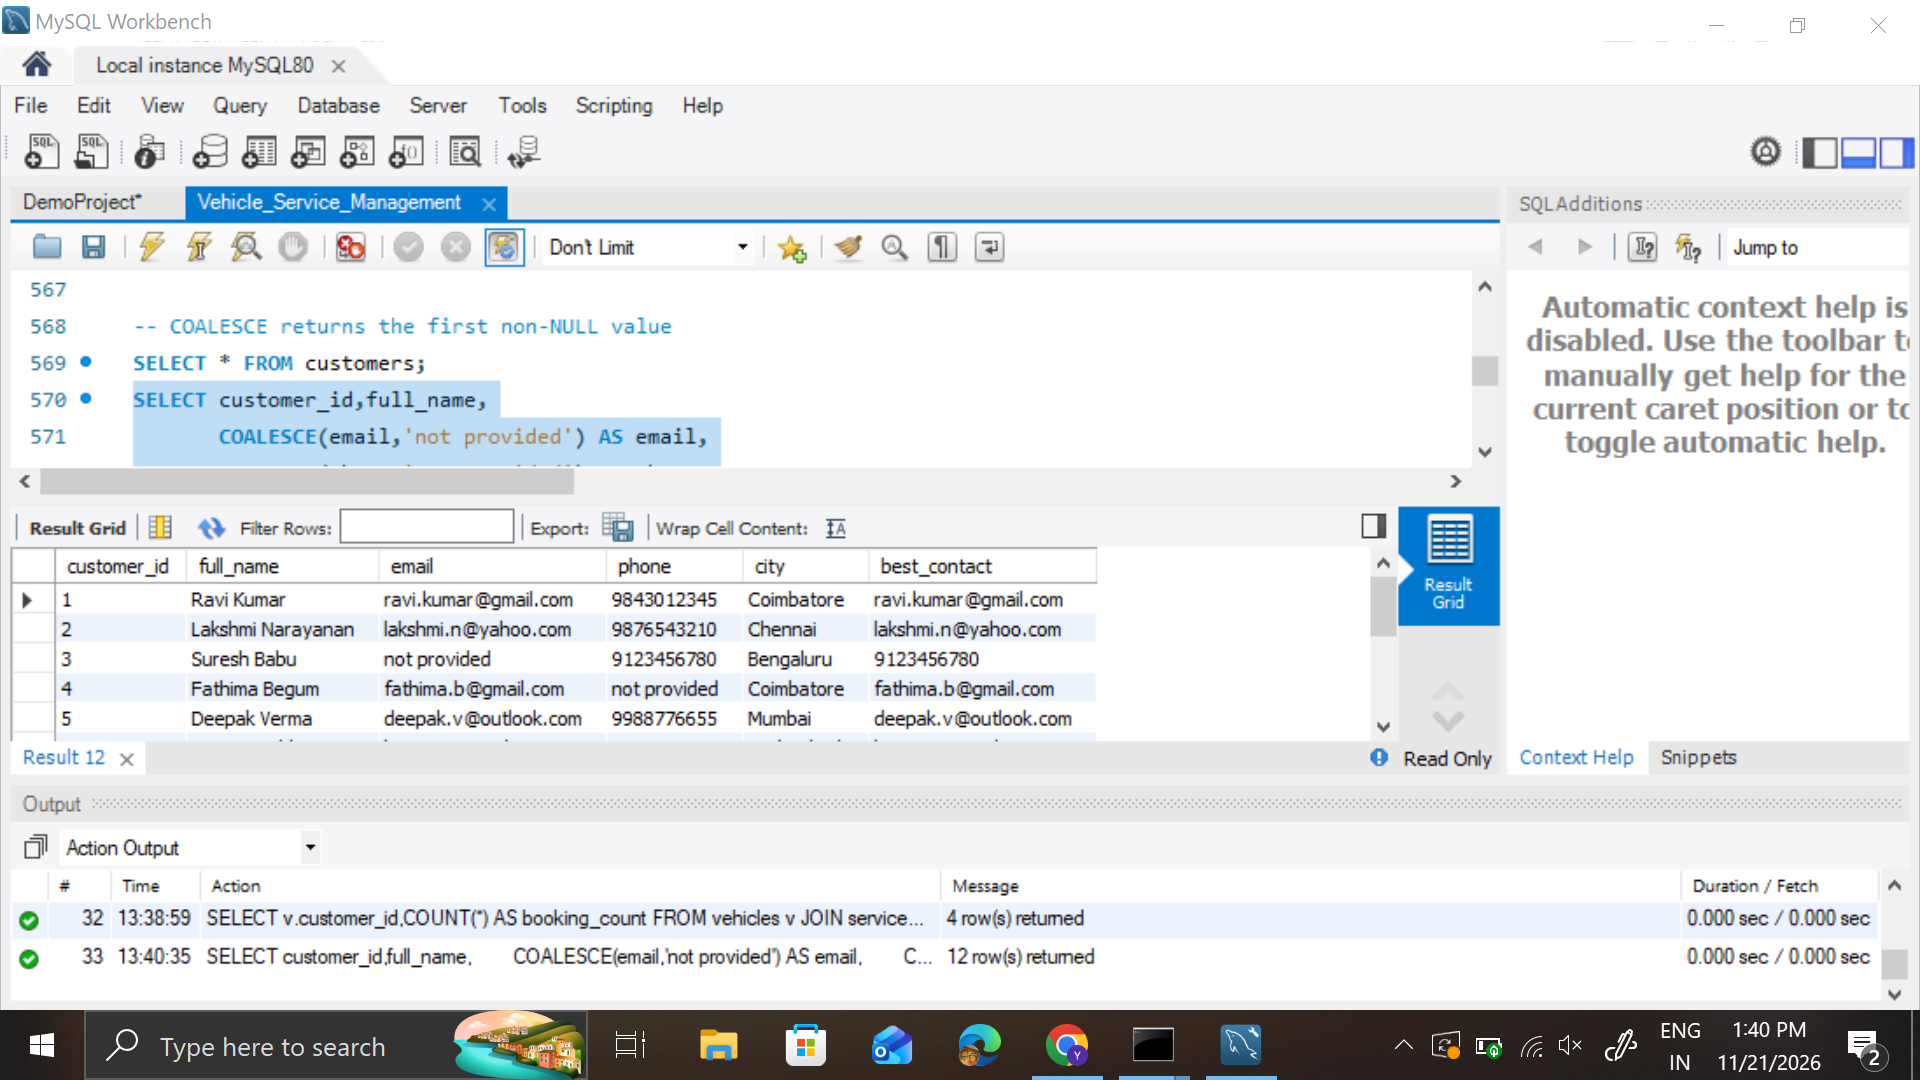 MySQL Workbench
Local instance MySQL80
File Edit View Query Database Server Tools Scripting Help
DemoProject* Vehicle_Service_Management SQLAdditions
Don't Limit Jump to
567
568 -- COALESCE returns the first non-NULL value
569 SELECT * FROM customers;
570 SELECT customer_id,full_name,
571 COALESCE(email,'not provided') AS email,
Automatic context help is
disabled. Use the toolbar
manually get help for the
current caret position or
toggle automatic help.
Result Grid Filter Rows: Export: Wrap Cell Content:
customer_id full_name email phone city best_contact
1 Ravi Kumar ravi.kumar@gmail.com 9843012345 Coimbatore ravi.kumar@gmail.com
2 Lakshmi Narayanan lakshmi.n@yahoo.com 9876543210 Chennai lakshmi.n@yahoo.com
3 Suresh Babu not provided 9123456780 Bengaluru 9123456780
4 Fathima Begum fathima.b@gmail.com not provided Coimbatore fathima.b@gmail.com
5 Deepak Verma deepak.v@outlook.com 9988776655 Mumbai deepak.v@outlook.com
Result
Grid
Result 12 Read Only Context Help Snippets
Output
Action Output
# Time Action Message Duration / Fetch
32 13:38:59 SELECT v.customer_id,COUNT(*) AS booking_count FROM vehicles v JOIN service... 4 row(s) returned 0.000 sec / 0.000 sec
33 13:40:35 SELECT customer_id,full_name, COALESCE(email,'not provided') AS email, C... 12 row(s) returned 0.000 sec / 0.000 sec
Type here to search
ENG
IN
1:40 PM
11/21/2026
2